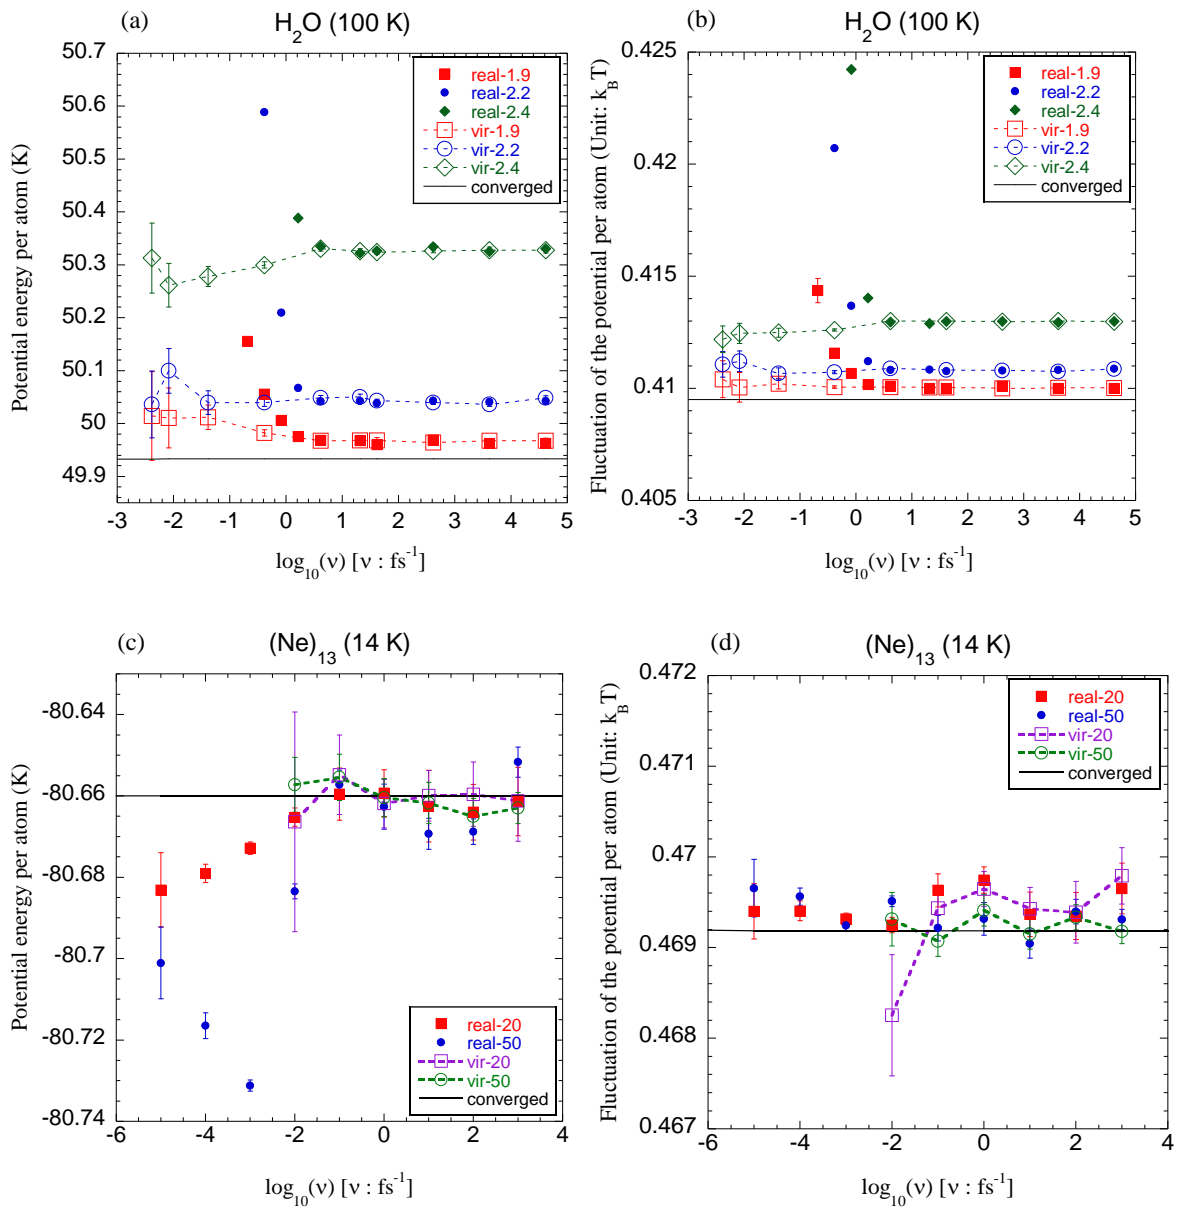 (a)
H2O (100 K)
50.7
50.6
50.5
50.4
50.3
50.2
50.1
50
49.9
Potential energy per atom (K)
real-1.9
real-2.2
real-2.4
vir-1.9
vir-2.2
vir-2.4
converged
-3 -2 -1 0 1 2 3 4 5
log10(ν) [ν : fs-1]
(b)
H2O (100 K)
0.425
0.42
0.415
0.41
0.405
Fluctuation of the potential per atom (Unit: kBT)
real-1.9
real-2.2
real-2.4
vir-1.9
vir-2.2
vir-2.4
converged
-3 -2 -1 0 1 2 3 4 5
log10(ν) [ν : fs-1]
(c)
(Ne)13 (14 K)
-80.64
-80.66
-80.68
-80.7
-80.72
-80.74
Potential energy per atom (K)
real-20
real-50
vir-20
vir-50
converged
-6 -4 -2 0 2 4
log10(ν) [ν : fs-1]
(d)
(Ne)13 (14 K)
0.472
0.471
0.47
0.469
0.468
0.467
Fluctuation of the potential per atom (Unit: kBT)
real-20
real-50
vir-20
vir-50
converged
-6 -4 -2 0 2 4
log10(ν) [ν : fs-1]